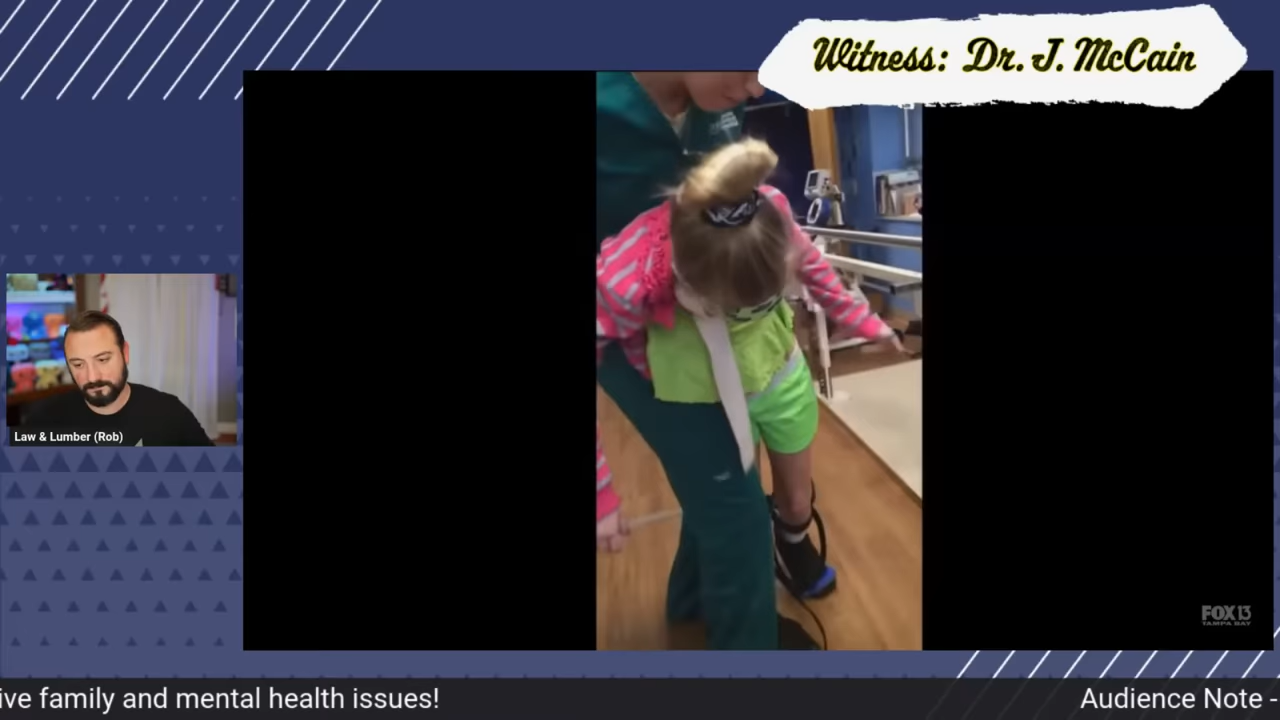 Witness: Dr. J. McCain
Law & Lumber (Rob)
FOX 13
TAMPA BAY
ive family and mental health issues!
Audience Note -